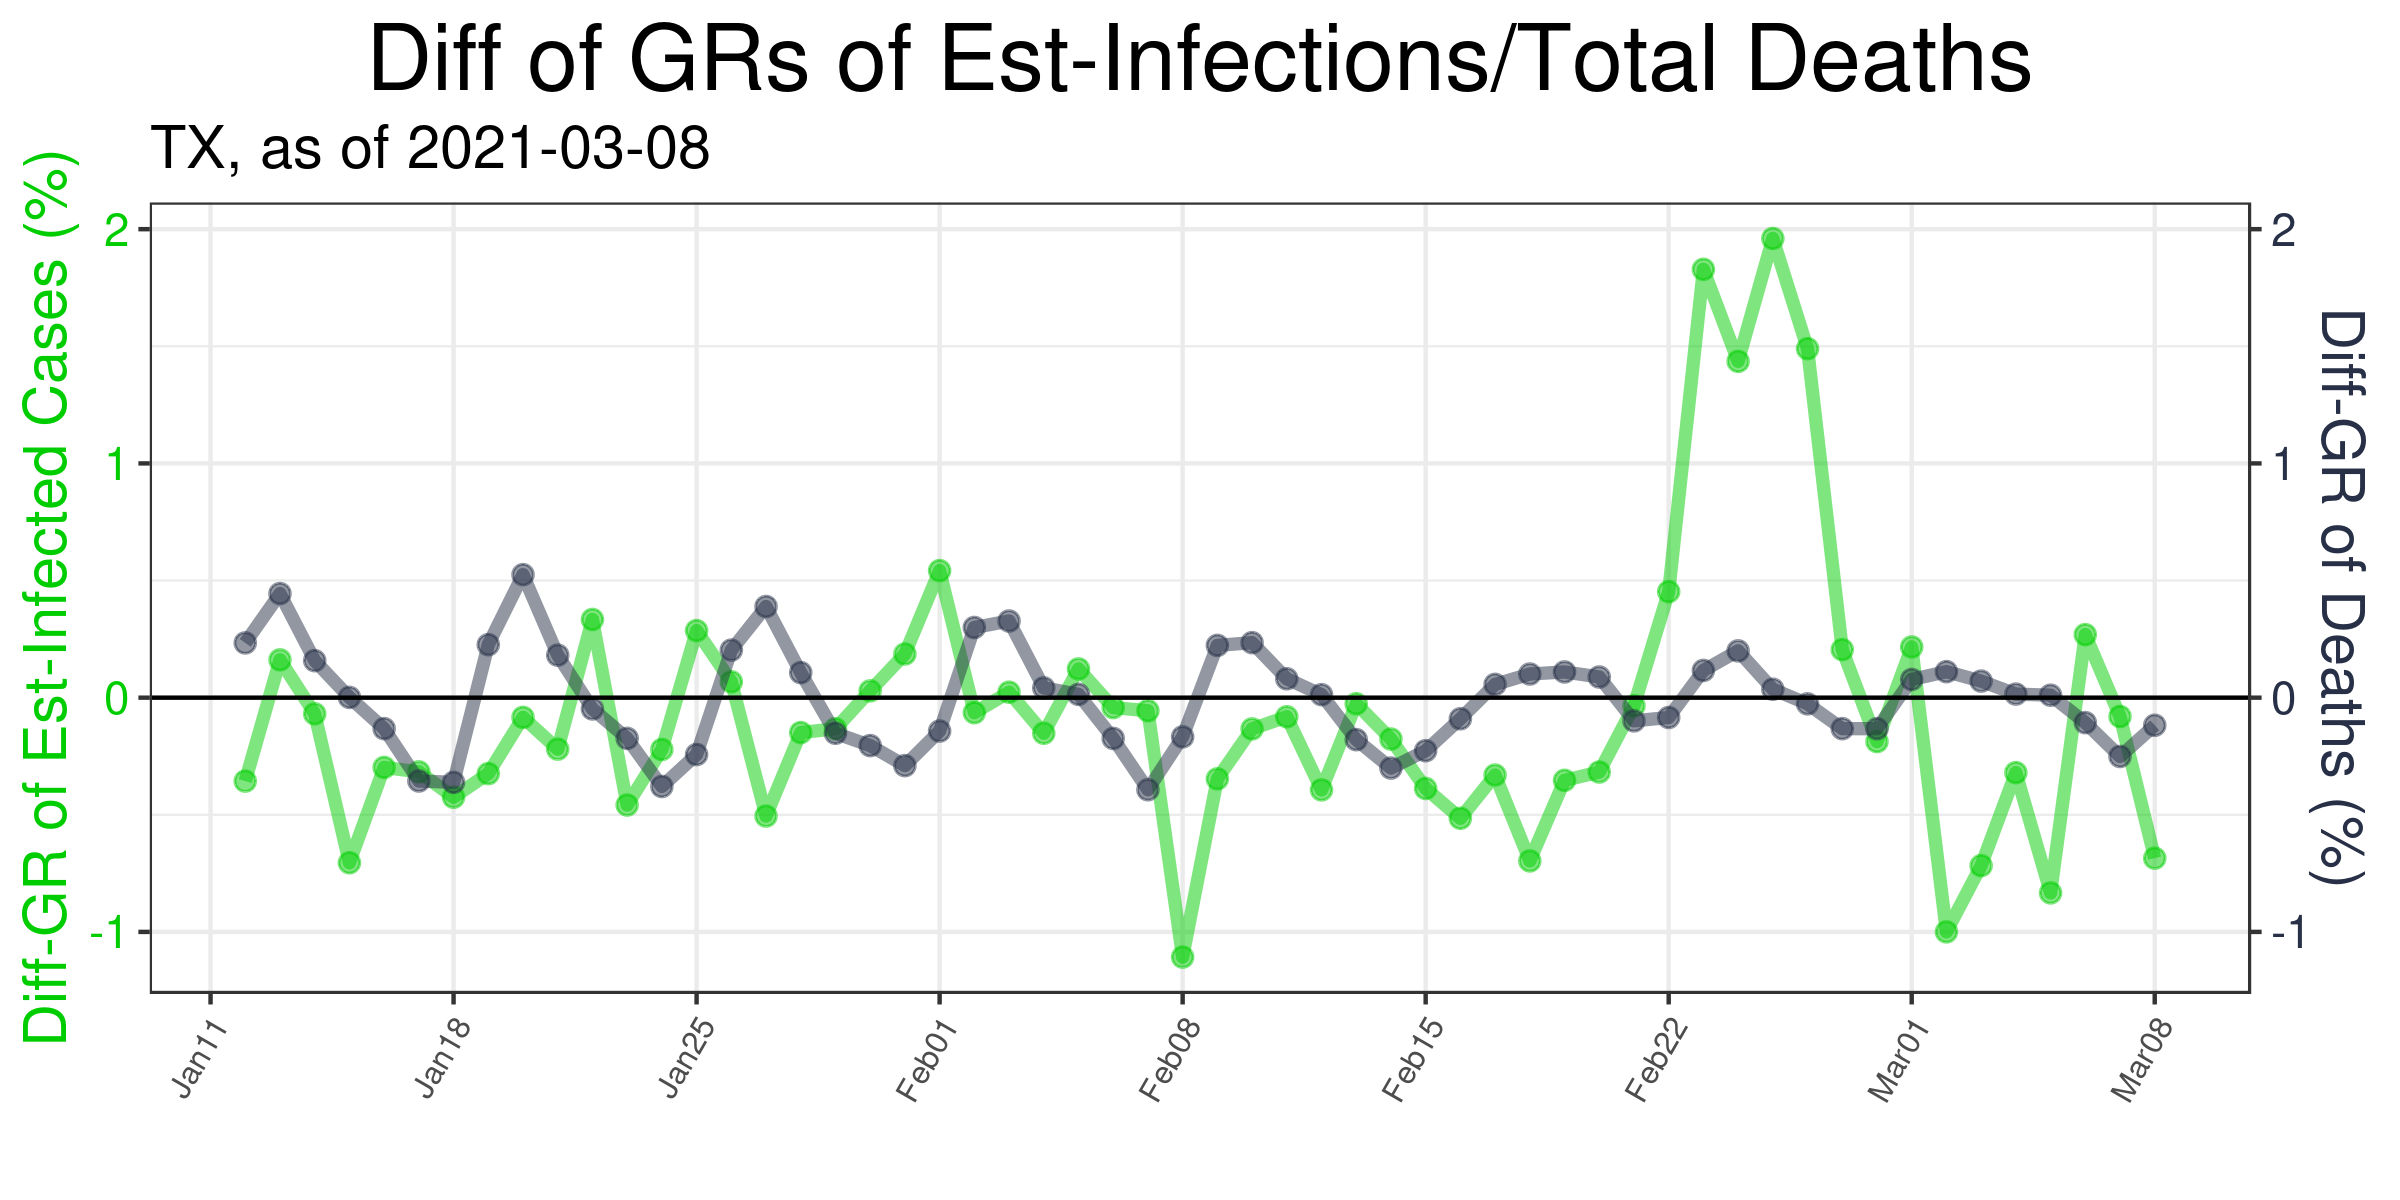 Diff of GRs of Est-Infections/Total Deaths
TX, as of 2021-03-08
Diff-GR of Est-Infected Cases (%)
2
1
0
-1
2
1
0
-1
Diff-GR of Deaths (%)
Jan11
Jan18
Jan25
Feb01
Feb08
Feb15
Feb22
Mar01
Mar08